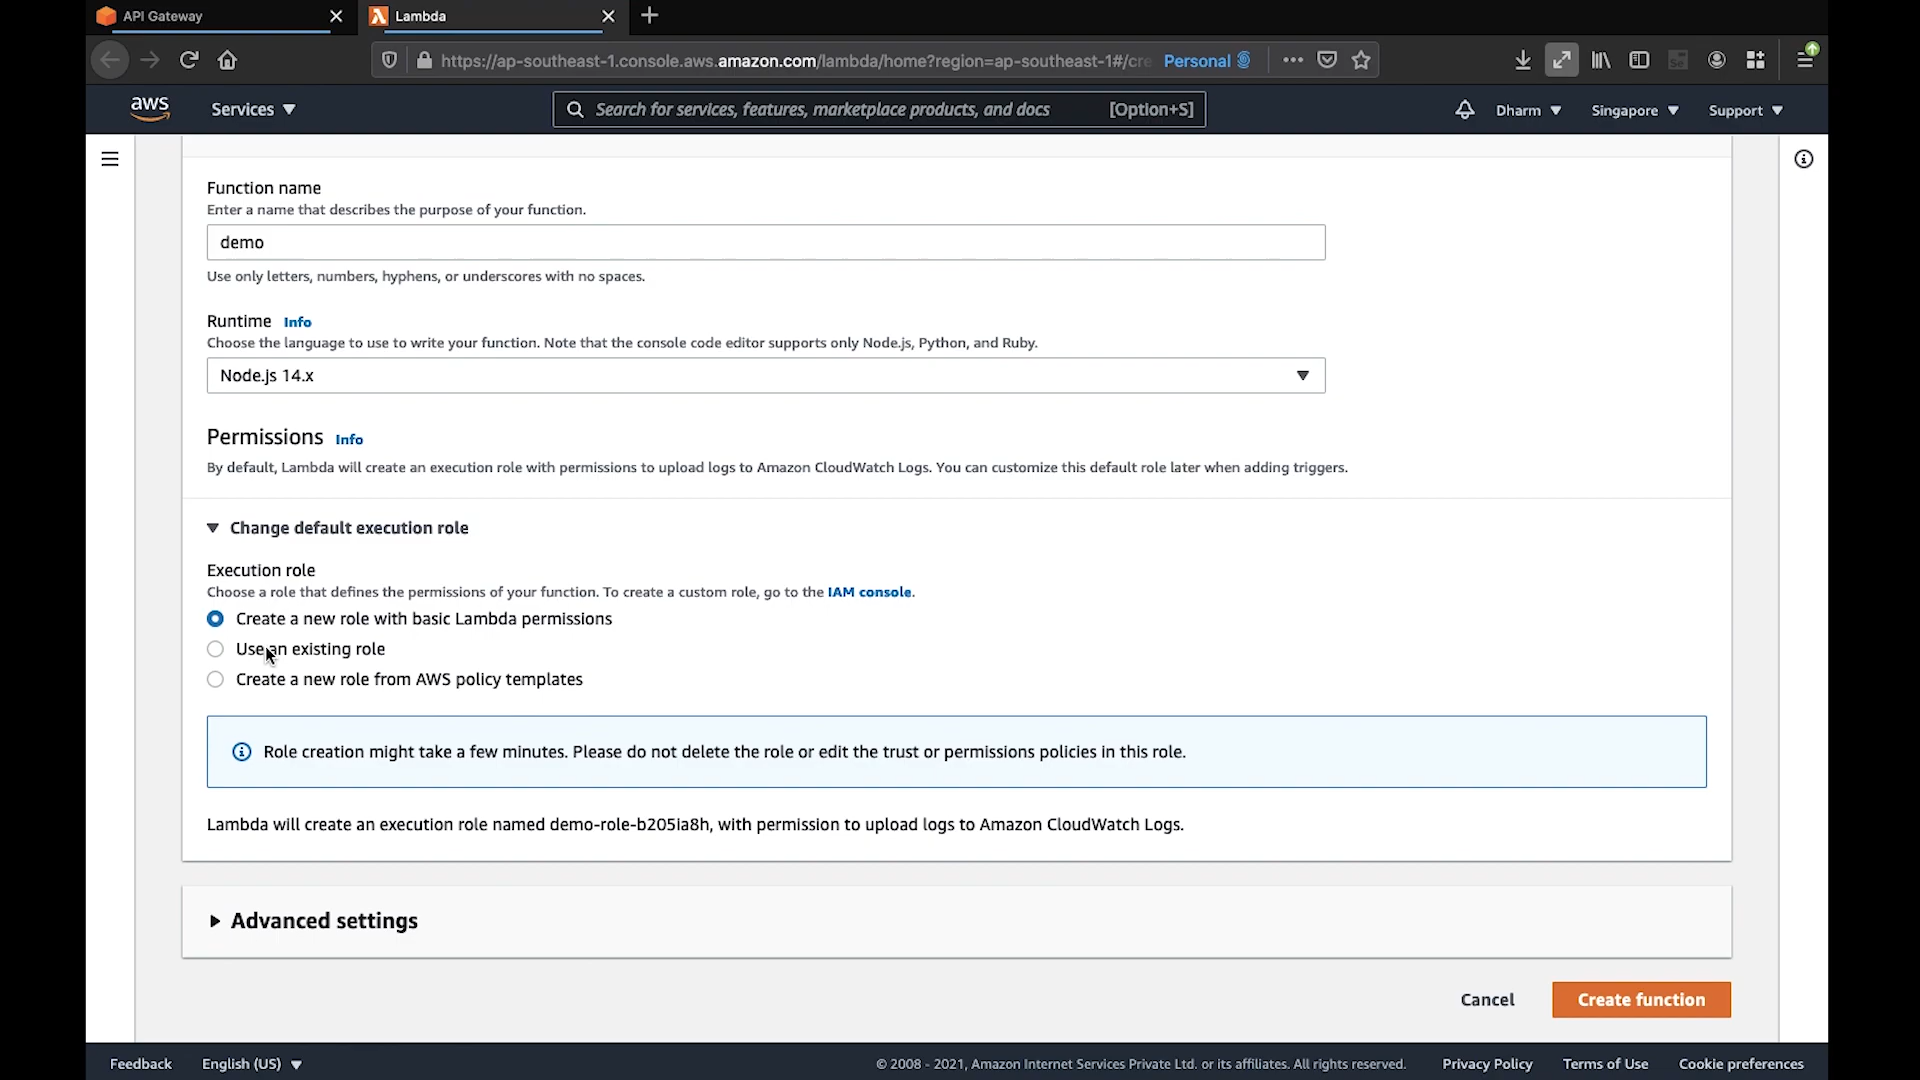 API Gateway
Lambda
https://ap-southeast-1.console.aws.amazon.com/lambda/home?region=ap-southeast-1#/cre
Personal
aws
Services
Search for services, features, marketplace products, and docs [Option+S]
Dharm
Singapore
Support
Function name
Enter a name that describes the purpose of your function.
demo
Use only letters, numbers, hyphens, or underscores with no spaces.
Runtime Info
Choose the language to use to write your function. Note that the console code editor supports only Node.js, Python, and Ruby.
Node.js 14.x
Permissions Info
By default, Lambda will create an execution role with permissions to upload logs to Amazon CloudWatch Logs. You can customize this default role later when adding triggers.
Change default execution role
Execution role
Choose a role that defines the permissions of your function. To create a custom role, go to the IAM console.
Create a new role with basic Lambda permissions
Use an existing role
Create a new role from AWS policy templates
Role creation might take a few minutes. Please do not delete the role or edit the trust or permissions policies in this role.
Lambda will create an execution role named demo-role-b205ia8h, with permission to upload logs to Amazon CloudWatch Logs.
Advanced settings
Cancel
Create function
Feedback
English (US)
© 2008 - 2021, Amazon Internet Services Private Ltd. or its affiliates. All rights reserved.
Privacy Policy
Terms of Use
Cookie preferences